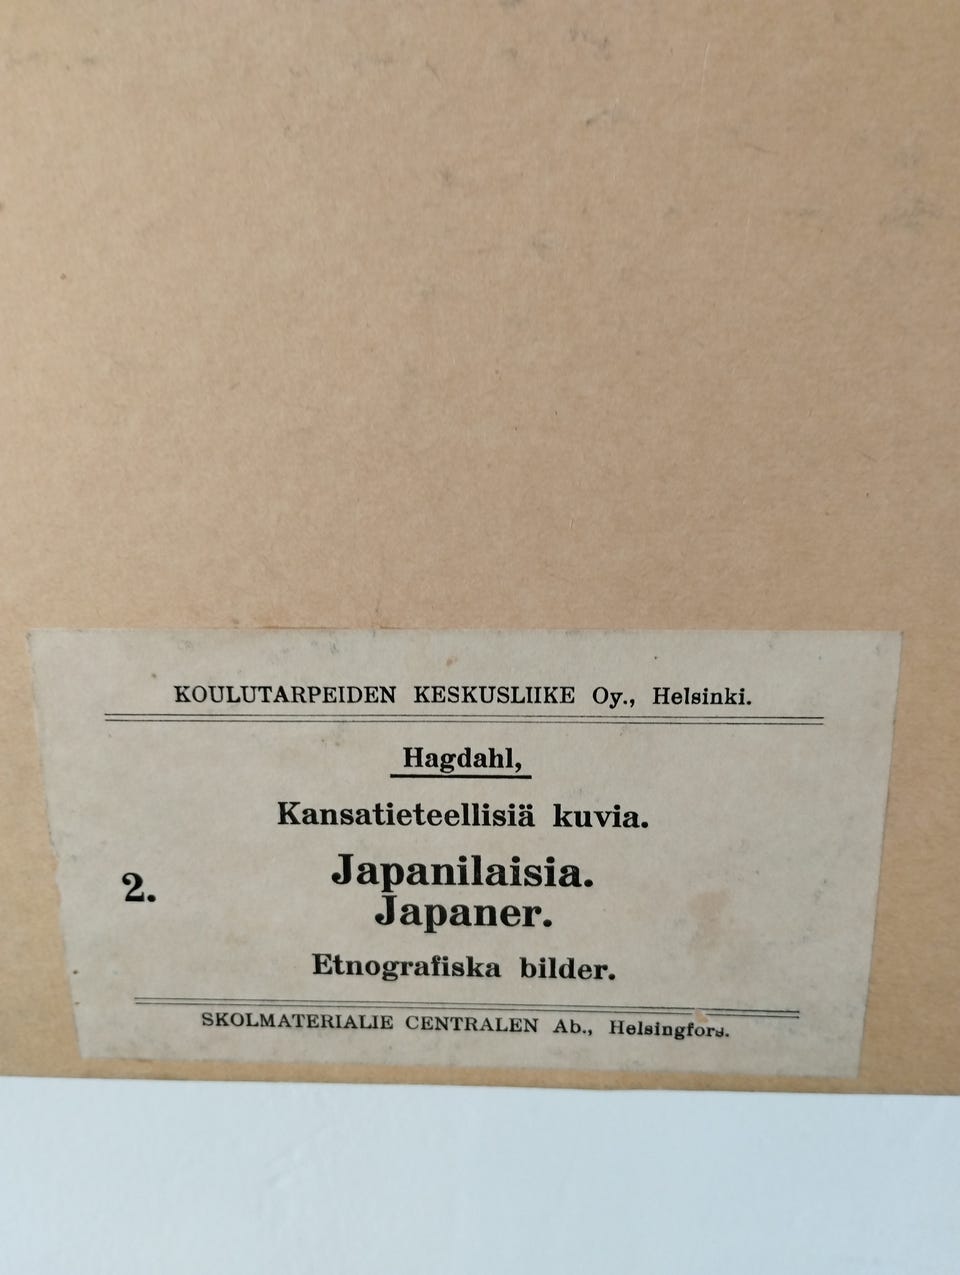 KOULUTARPEIDEN KESKUSLIIKE Oy., Helsinki.
Hagdahl,
Kansatieteellisiä kuvia.
2.
Japanilaisia.
Japaner.
Etnografiska bilder.
SKOLMATERIALIE CENTRALEN Ab., Helsingfors.